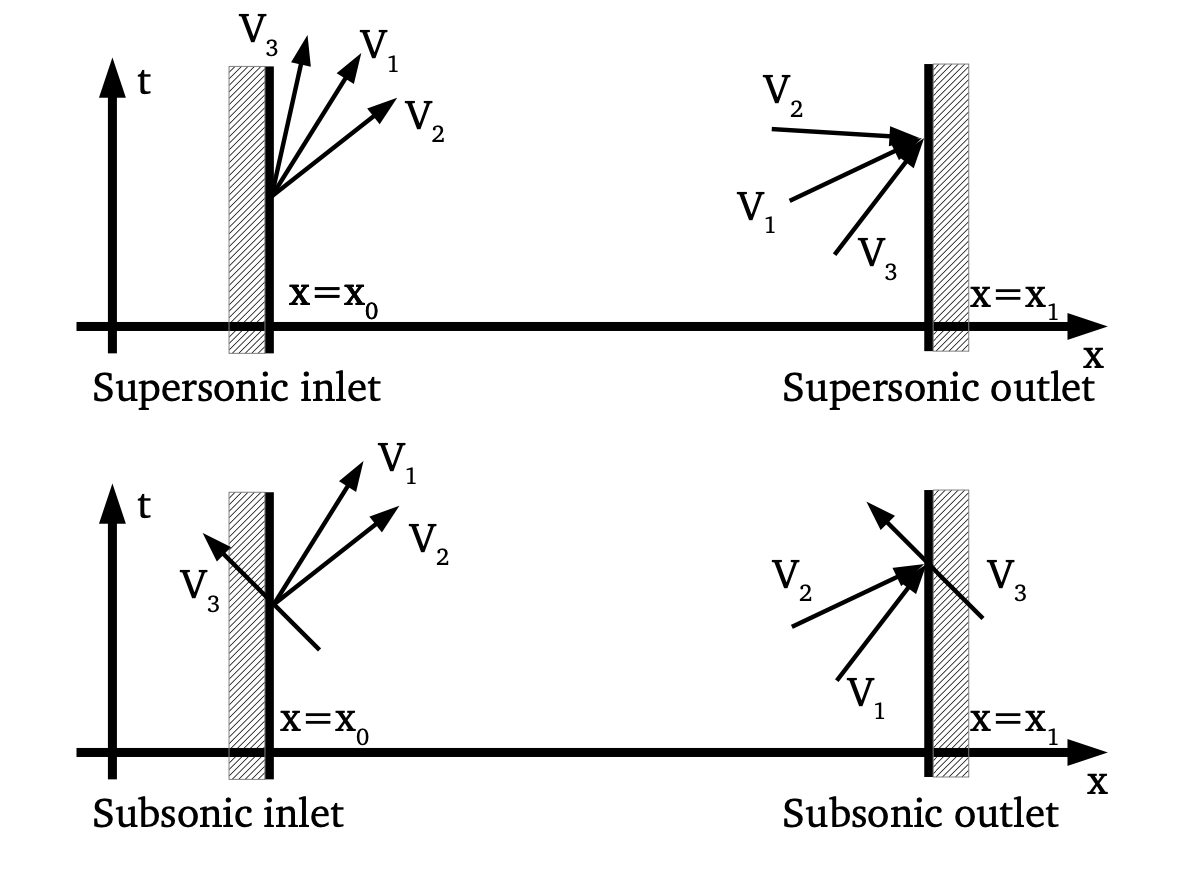 V3
V1
V2
t
x=x0
V2
V1
V3
x=x1
x
Supersonic inlet
Supersonic outlet
V1
V2
t
V3
x=x0
V2
V3
V1
x=x1
x
Subsonic inlet
Subsonic outlet